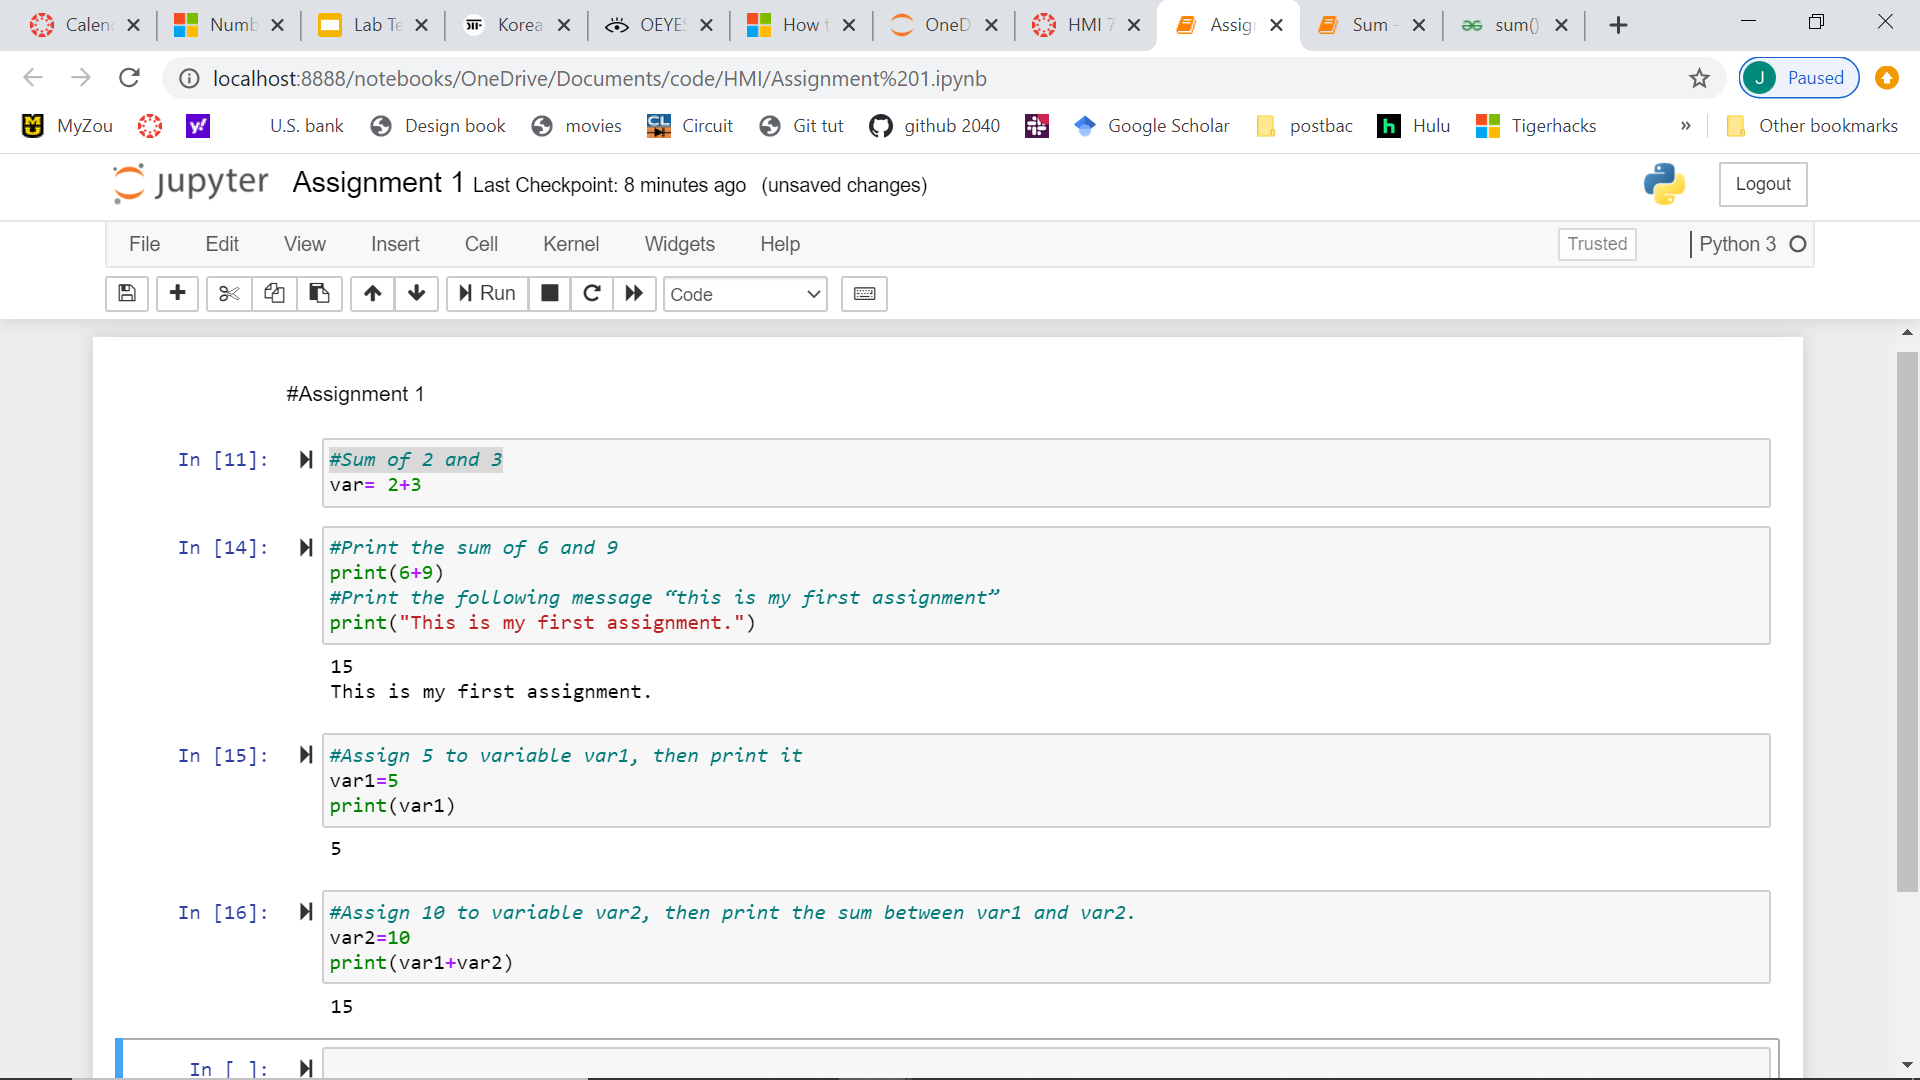 Calen
Numb
Lab Te
Korea
OEYES
How t
OneD
HMI 7
Assig
Sum -
sum()
localhost:8888/notebooks/OneDrive/Documents/code/HMI/Assignment%201.ipynb
J Paused
MyZou
y!
U.S. bank
Design book
movies
CL Circuit
Git tut
github 2040
Google Scholar
postbac
h Hulu
Tigerhacks
»
Other bookmarks
jupyter Assignment 1 Last Checkpoint: 8 minutes ago (unsaved changes)
Logout
File Edit View Insert Cell Kernel Widgets Help
Trusted
Python 3
Run
Code
#Assignment 1
In [11]:
#Sum of 2 and 3
var= 2+3
In [14]:
#Print the sum of 6 and 9
print(6+9)
#Print the following message “this is my first assignment”
print("This is my first assignment.")
15
This is my first assignment.
In [15]:
#Assign 5 to variable var1, then print it
var1=5
print(var1)
5
In [16]:
#Assign 10 to variable var2, then print the sum between var1 and var2.
var2=10
print(var1+var2)
15
In [ ]: